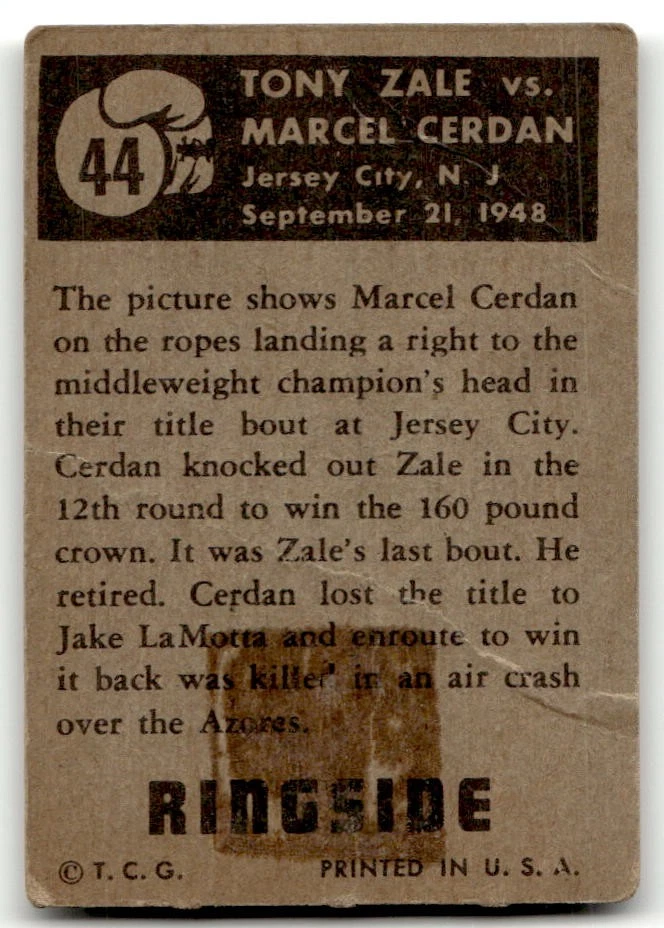 44
TONY ZALE vs.
MARCEL CERDAN
Jersey City, N. J
September 21, 1948
The picture shows Marcel Cerdan
on the ropes landing a right to the
middleweight champion's head in
their title bout at Jersey City.
Cerdan knocked out Zale in the
12th round to win the 160 pound
crown. It was Zale's last bout. He
retired. Cerdan lost the title to
Jake LaMotta and enroute to win
it back was killed in an air crash
over the Azores.
RINGSIDE
© T. C. G.
PRINTED IN U. S. A.